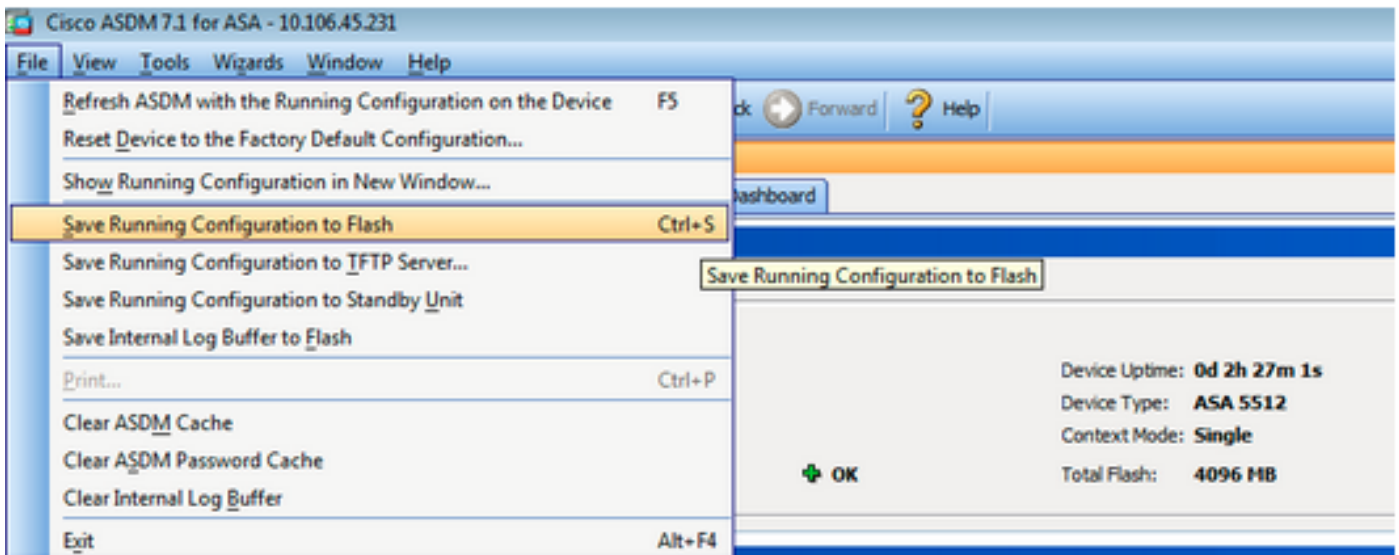 Cisco ASDM 7.1 for ASA - 10.106.45.231
File View Tools Wizards Window Help
Refresh ASDM with the Running Configuration on the Device F5
Forward Help
Reset Device to the Factory Default Configuration...
Show Running Configuration in New Window...
Dashboard
Save Running Configuration to Flash Ctrl+S
Save Running Configuration to TFTP Server...
Save Running Configuration to Flash
Save Running Configuration to Standby Unit
Save Internal Log Buffer to Flash
Print... Ctrl+P
Clear ASDM Cache
Clear ASDM Password Cache
Clear Internal Log Buffer
Exit Alt+F4
Device Uptime: 0d 2h 27m 1s
Device Type: ASA 5512
Context Mode: Single
OK
Total Flash: 4096 MB